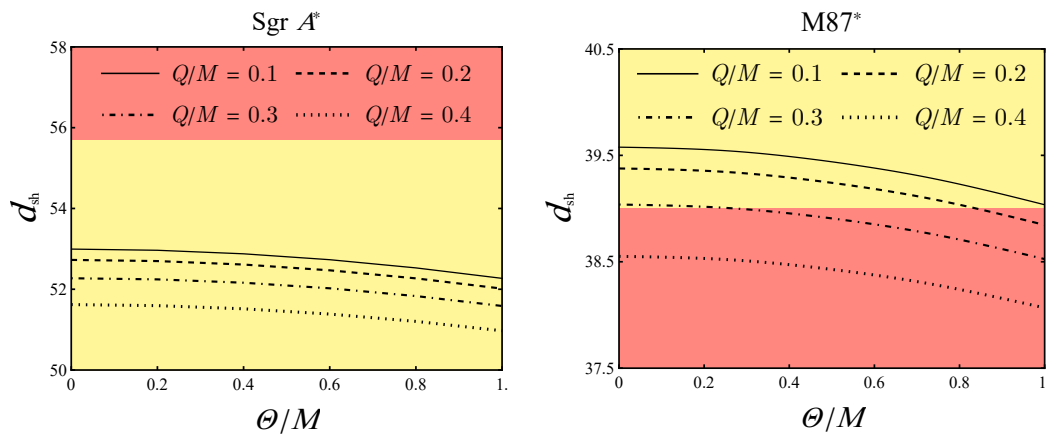 Sgr A*
58
Q/M = 0.1
Q/M = 0.2
Q/M = 0.3
Q/M = 0.4
56
d_sh
53
51
50
0 0.2 0.4 0.6 0.8 1.
Θ/M
M87*
40.5
Q/M = 0.1
Q/M = 0.2
Q/M = 0.3
Q/M = 0.4
39.5
d_sh
38.5
37.5
0 0.2 0.4 0.6 0.8 1
Θ/M